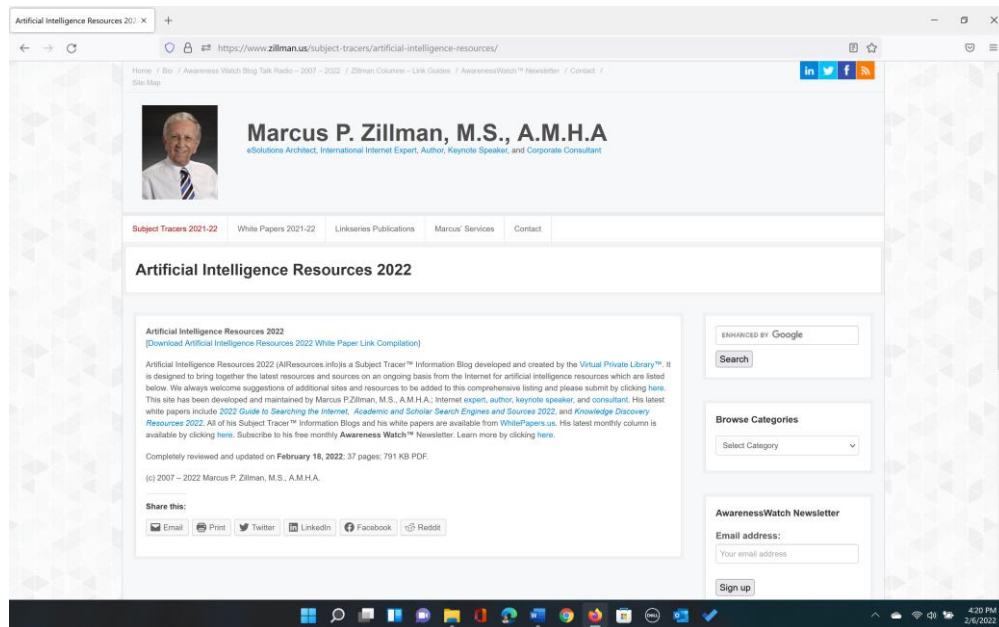 Artificial Intelligence Resources 202
https://www.zillman.us/subject-tracers/artificial-intelligence-resources/
Home / Bio / Awareness Watch Blog Talk Radio – 2007 – 2022 / Zillman Columns – Link Guides / AwarenessWatch™ Newsletter / Contact /
Site Map
Marcus P. Zillman, M.S., A.M.H.A
eSolutions Architect, International Internet Expert, Author, Keynote Speaker, and Corporate Consultant
Subject Tracers 2021-22 White Papers 2021-22 Linkseries Publications Marcus' Services Contact
Artificial Intelligence Resources 2022
Artificial Intelligence Resources 2022
[Download Artificial Intelligence Resources 2022 White Paper Link Compilation]
Artificial Intelligence Resources 2022 (AIResources.info)is a Subject Tracer™ Information Blog developed and created by the Virtual Private Library™. It
is designed to bring together the latest resources and sources on an ongoing basis from the Internet for artificial intelligence resources which are listed
below. We always welcome suggestions of additional sites and resources to be added to this comprehensive listing and please submit by clicking here.
This site has been developed and maintained by Marcus P.Zillman, M.S., A.M.H.A.; Internet expert, author, keynote speaker, and consultant. His latest
white papers include 2022 Guide to Searching the Internet, Academic and Scholar Search Engines and Sources 2022, and Knowledge Discovery
Resources 2022. All of his Subject Tracer™ Information Blogs and his white papers are available from WhitePapers.us. His latest monthly column is
available by clicking here. Subscribe to his free monthly Awareness Watch™ Newsletter. Learn more by clicking here.
Completely reviewed and updated on February 18, 2022; 37 pages; 791 KB PDF.
(c) 2007 – 2022 Marcus P. Zillman, M.S., A.M.H.A.
Share this:
Email Print Twitter LinkedIn Facebook Reddit
ENHANCED BY Google
Search
Browse Categories
Select Category
AwarenessWatch Newsletter
Email address:
Your email address
Sign up
4:20 PM
2/6/2022